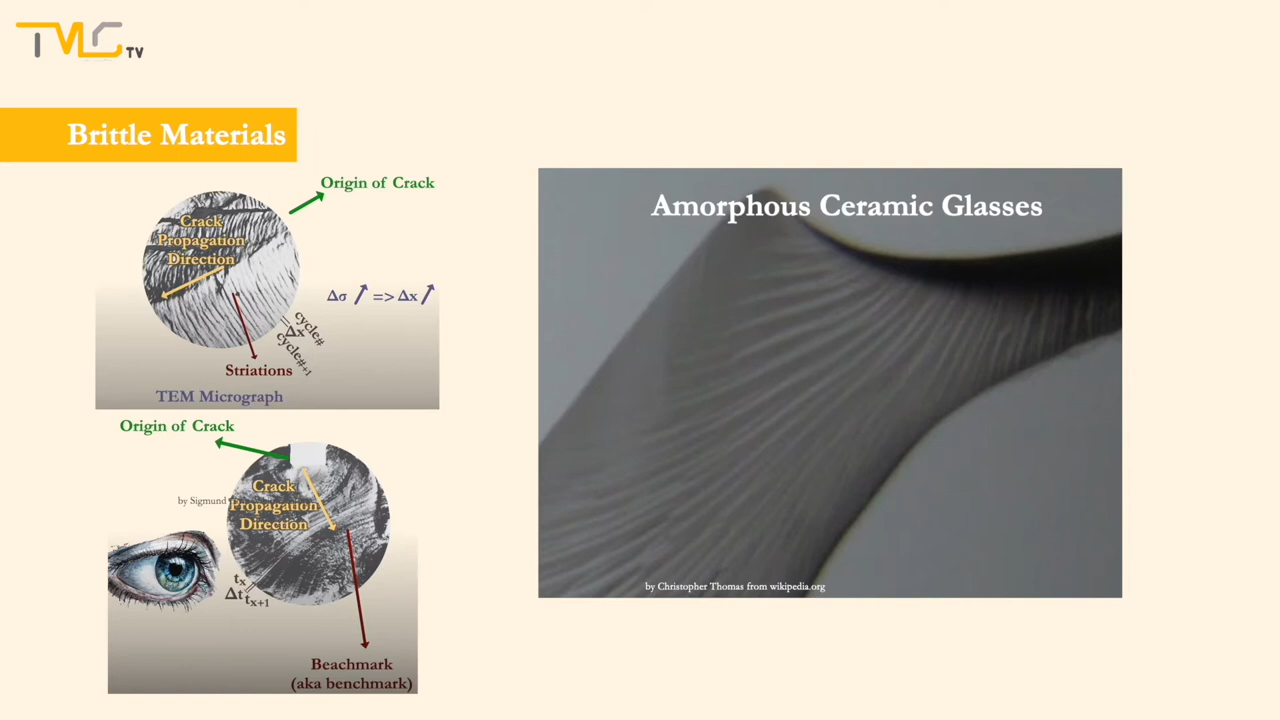 TMC TV
Brittle Materials
Origin of Crack
Crack
Propagation
Direction
Δσ => Δx
cycle#
Δx
cycle#+1
Striations
TEM Micrograph
Origin of Crack
by Sigmund
Crack
Propagation
Direction
tx
Δt
tx+1
Beachmark
(aka benchmark)
Amorphous Ceramic Glasses
by Christopher Thomas from wikipedia.org